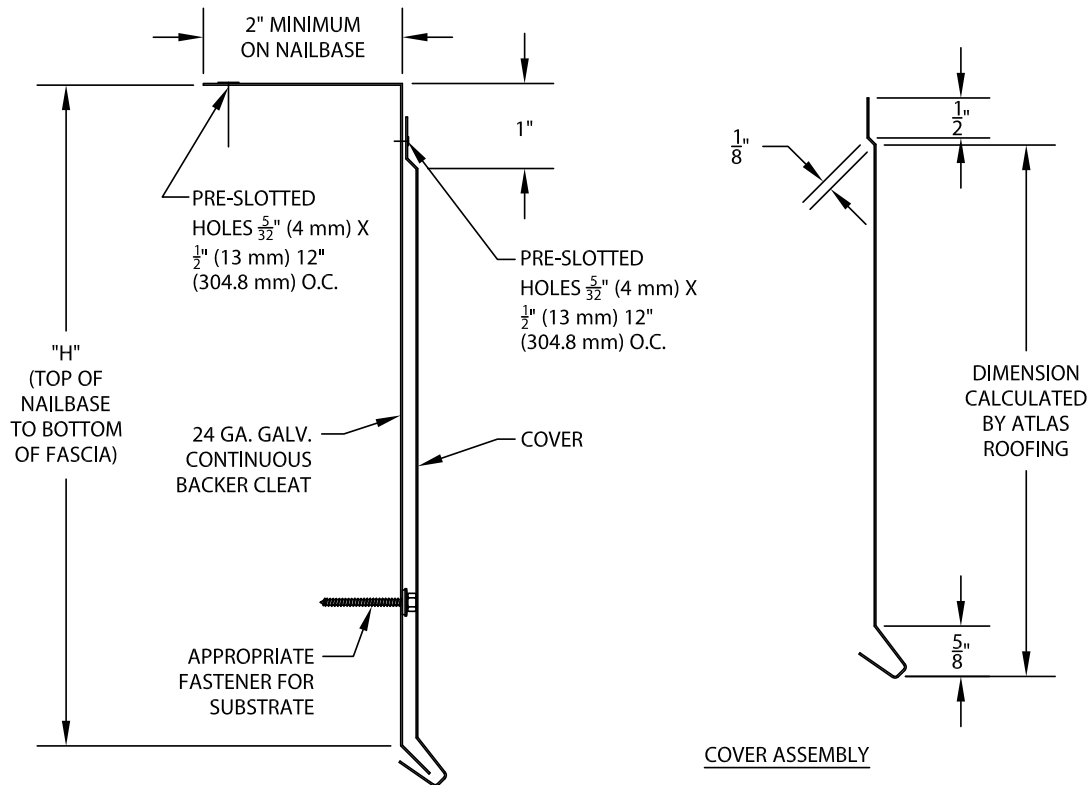 2" MINIMUM
ON NAILBASE
1"
PRE-SLOTTED
HOLES 5/32" (4 mm) X
1/2" (13 mm) 12"
(304.8 mm) O.C.
PRE-SLOTTED
HOLES 5/32" (4 mm) X
1/2" (13 mm) 12"
(304.8 mm) O.C.
"H"
(TOP OF
NAILBASE
TO BOTTOM
OF FASCIA)
24 GA. GALV.
CONTINUOUS
BACKER CLEAT
COVER
APPROPRIATE
FASTENER FOR
SUBSTRATE
1/2"
1/8"
DIMENSION
CALCULATED
BY ATLAS
ROOFING
5/8"
COVER ASSEMBLY